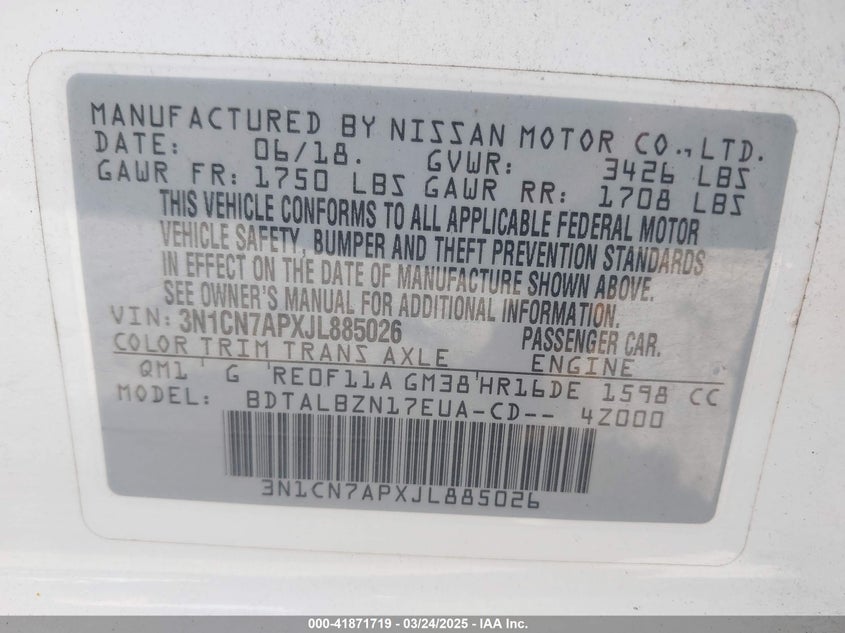 MANUFACTURED BY NISSAN MOTOR CO.,LTD.
DATE: 06/18. GVWR: 3426 LBS
GAWR FR: 1750 LBS GAWR RR: 1708 LBS
THIS VEHICLE CONFORMS TO ALL APPLICABLE FEDERAL MOTOR
VEHICLE SAFETY, BUMPER AND THEFT PREVENTION STANDARDS
IN EFFECT ON THE DATE OF MANUFACTURE SHOWN ABOVE.
SEE OWNER'S MANUAL FOR ADDITIONAL INFORMATION.
VIN: 3N1CN7APXJL885026 PASSENGER CAR.
COLOR TRIM TRANS AXLE ENGINE
QM1 G RE0F11A GM38 HR16DE 1598 CC
MODEL: BDTALBZN17EUA-CD-- 4Z000
3N1CN7APXJL885026
000-41871719 - 03/24/2025 - IAA Inc.